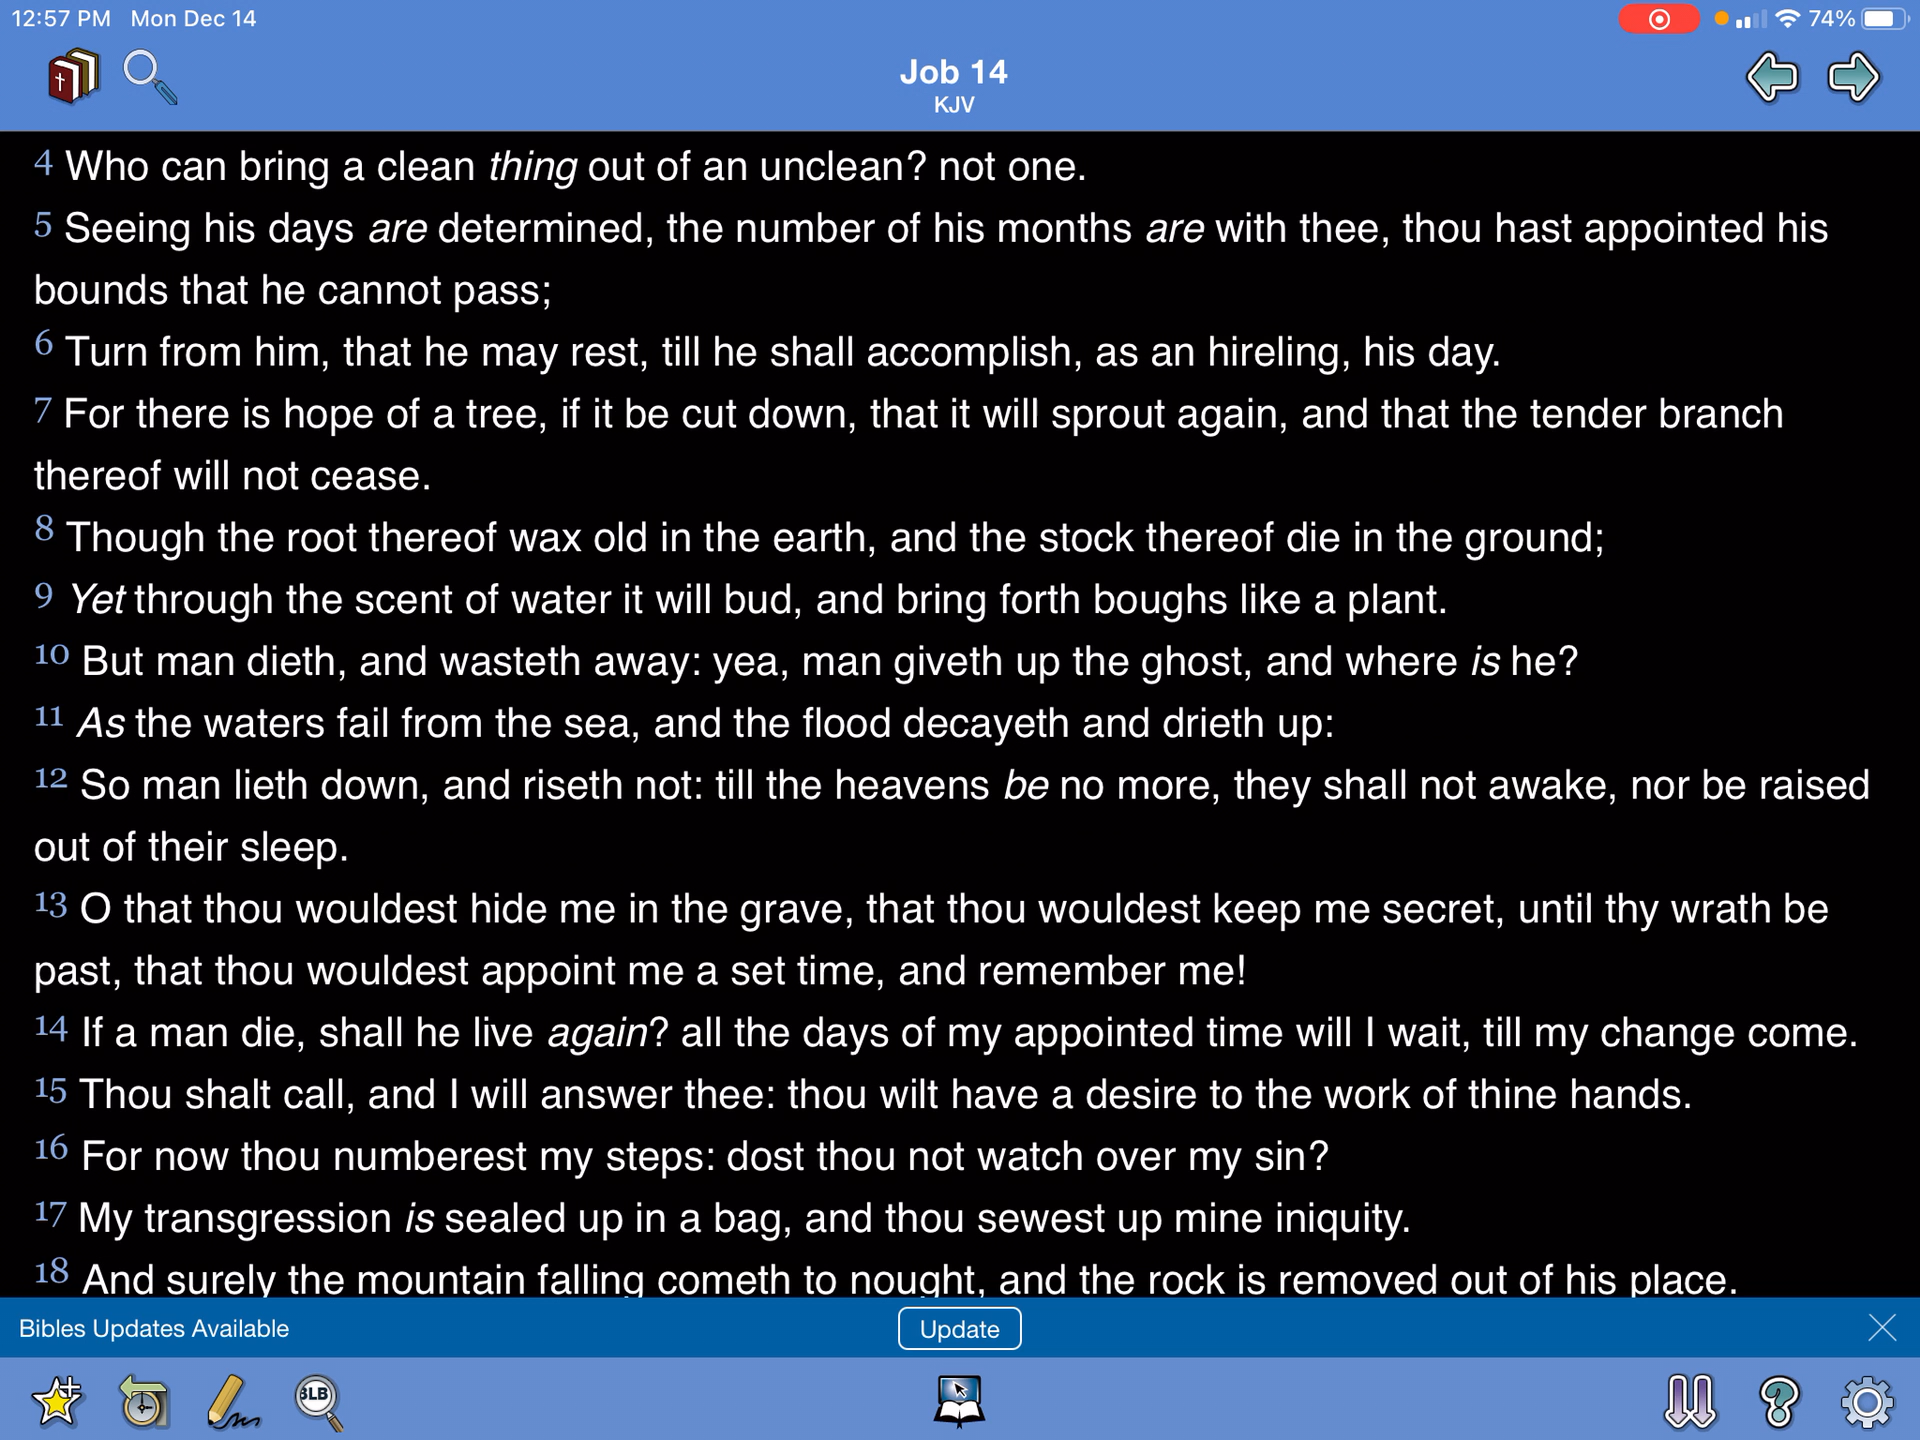 12:57 PM Mon Dec 14 74%
Job 14
KJV
4 Who can bring a clean thing out of an unclean? not one.
5 Seeing his days are determined, the number of his months are with thee, thou hast appointed his
bounds that he cannot pass;
6 Turn from him, that he may rest, till he shall accomplish, as an hireling, his day.
7 For there is hope of a tree, if it be cut down, that it will sprout again, and that the tender branch
thereof will not cease.
8 Though the root thereof wax old in the earth, and the stock thereof die in the ground;
9 Yet through the scent of water it will bud, and bring forth boughs like a plant.
10 But man dieth, and wasteth away: yea, man giveth up the ghost, and where is he?
11 As the waters fail from the sea, and the flood decayeth and drieth up:
12 So man lieth down, and riseth not: till the heavens be no more, they shall not awake, nor be raised
out of their sleep.
13 O that thou wouldest hide me in the grave, that thou wouldest keep me secret, until thy wrath be
past, that thou wouldest appoint me a set time, and remember me!
14 If a man die, shall he live again? all the days of my appointed time will I wait, till my change come.
15 Thou shalt call, and I will answer thee: thou wilt have a desire to the work of thine hands.
16 For now thou numberest my steps: dost thou not watch over my sin?
17 My transgression is sealed up in a bag, and thou sewest up mine iniquity.
18 And surely the mountain falling cometh to nought, and the rock is removed out of his place.
Bibles Updates Available Update
BLB